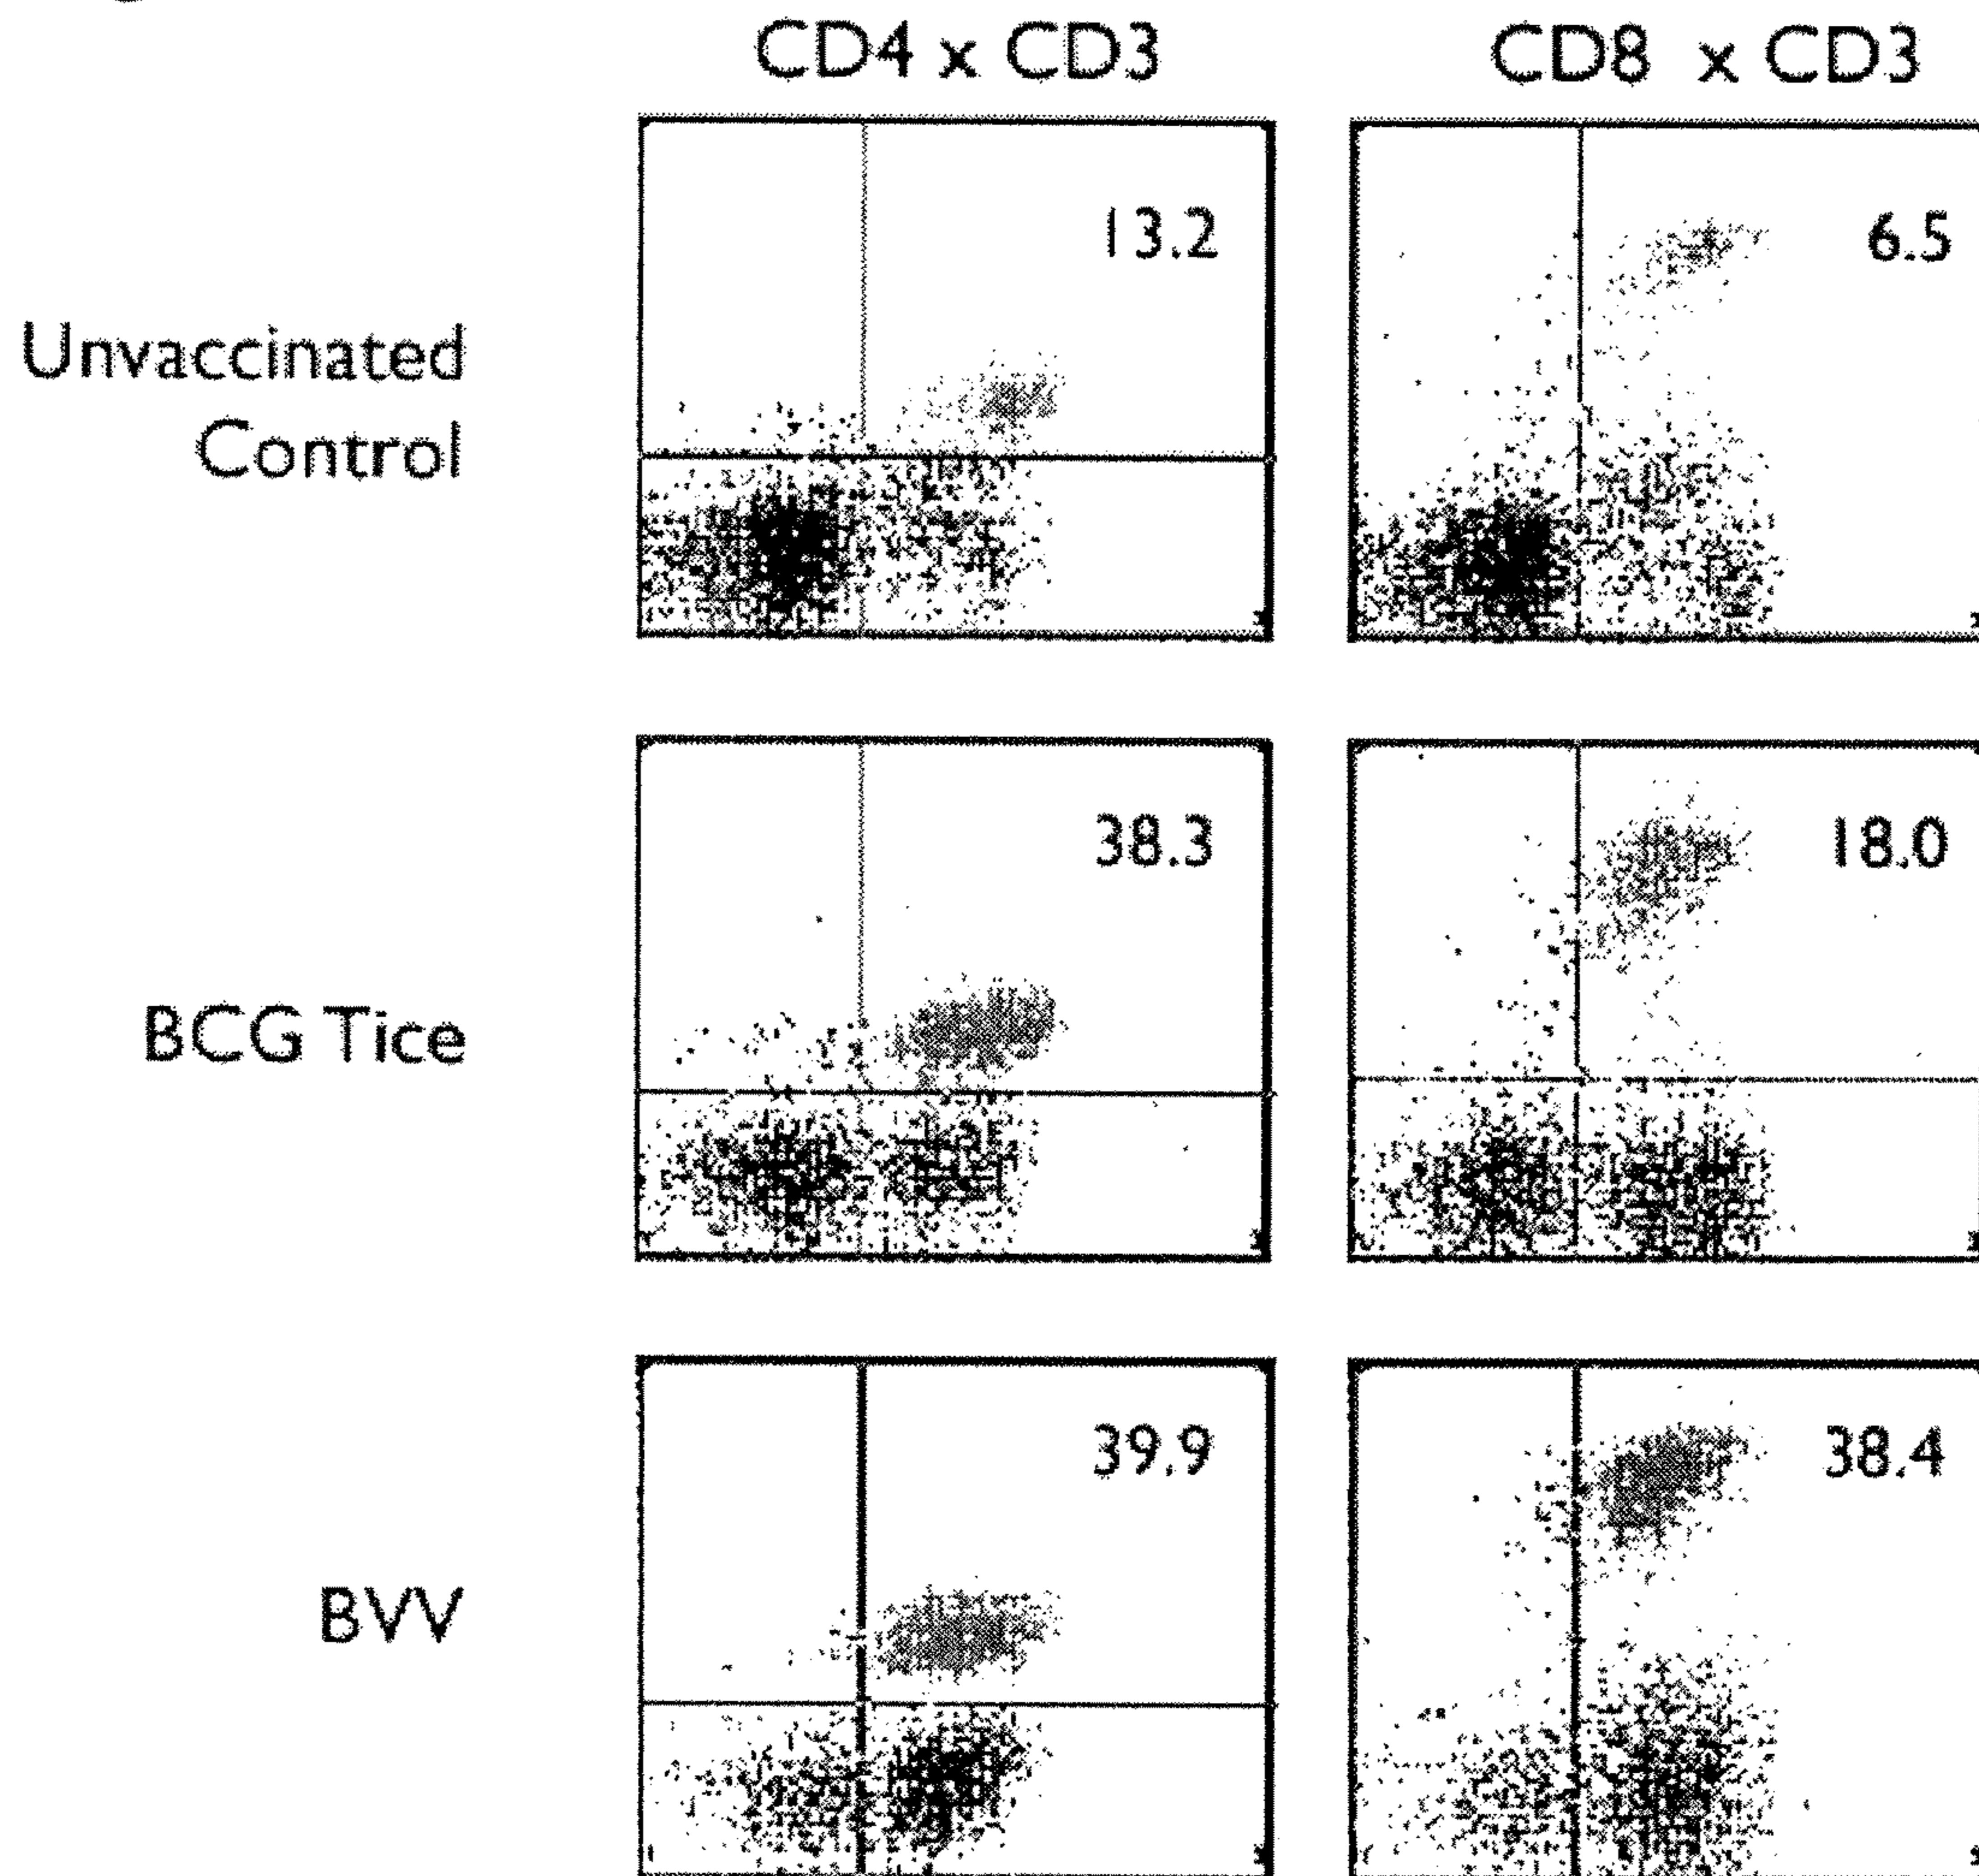 CD4 x CD3
CD8 x CD3
Unvaccinated
Control
13.2
6.5
BCG Tice
38.3
18.0
BVV
39.9
38.4